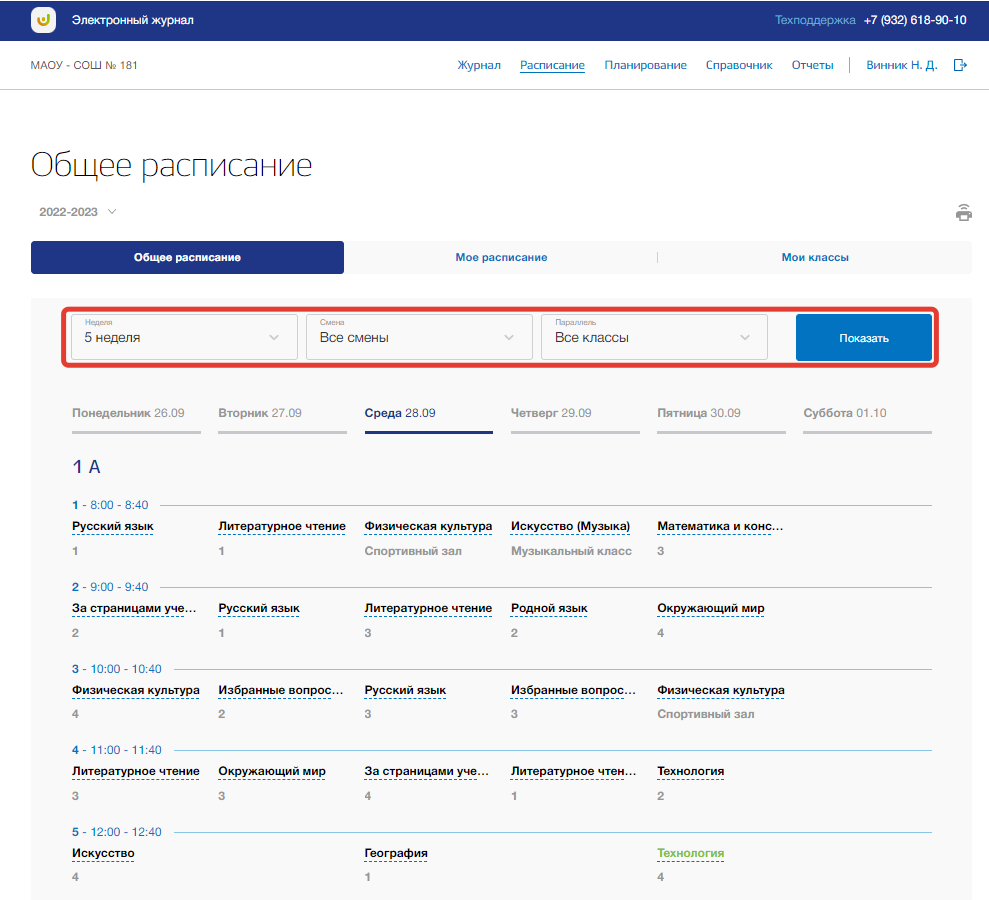 Электронный журнал Техподдержка +7 (932) 618-90-10
МАОУ - СОШ № 181 Журнал Расписание Планирование Справочник Отчеты Винник Н. Д.
Общее расписание
2022-2023
Общее расписание Мое расписание Мои классы
Неделя Смена Параллель
5 неделя Все смены Все классы Показать
Понедельник 26.09 Вторник 27.09 Среда 28.09 Четверг 29.09 Пятница 30.09 Суббота 01.10
1 А
1 - 8:00 - 8:40
Русский язык Литературное чтение Физическая культура Искусство (Музыка) Математика и конс...
1 1 Спортивный зал Музыкальный класс 3
2 - 9:00 - 9:40
За страницами уче... Русский язык Литературное чтение Родной язык Окружающий мир
2 1 3 2 4
3 - 10:00 - 10:40
Физическая культура Избранные вопрос... Русский язык Избранные вопрос... Физическая культура
4 2 3 3 Спортивный зал
4 - 11:00 - 11:40
Литературное чтение Окружающий мир За страницами уче... Литературное чтен... Технология
3 3 4 1 2
5 - 12:00 - 12:40
Искусство География Технология
4 1 4